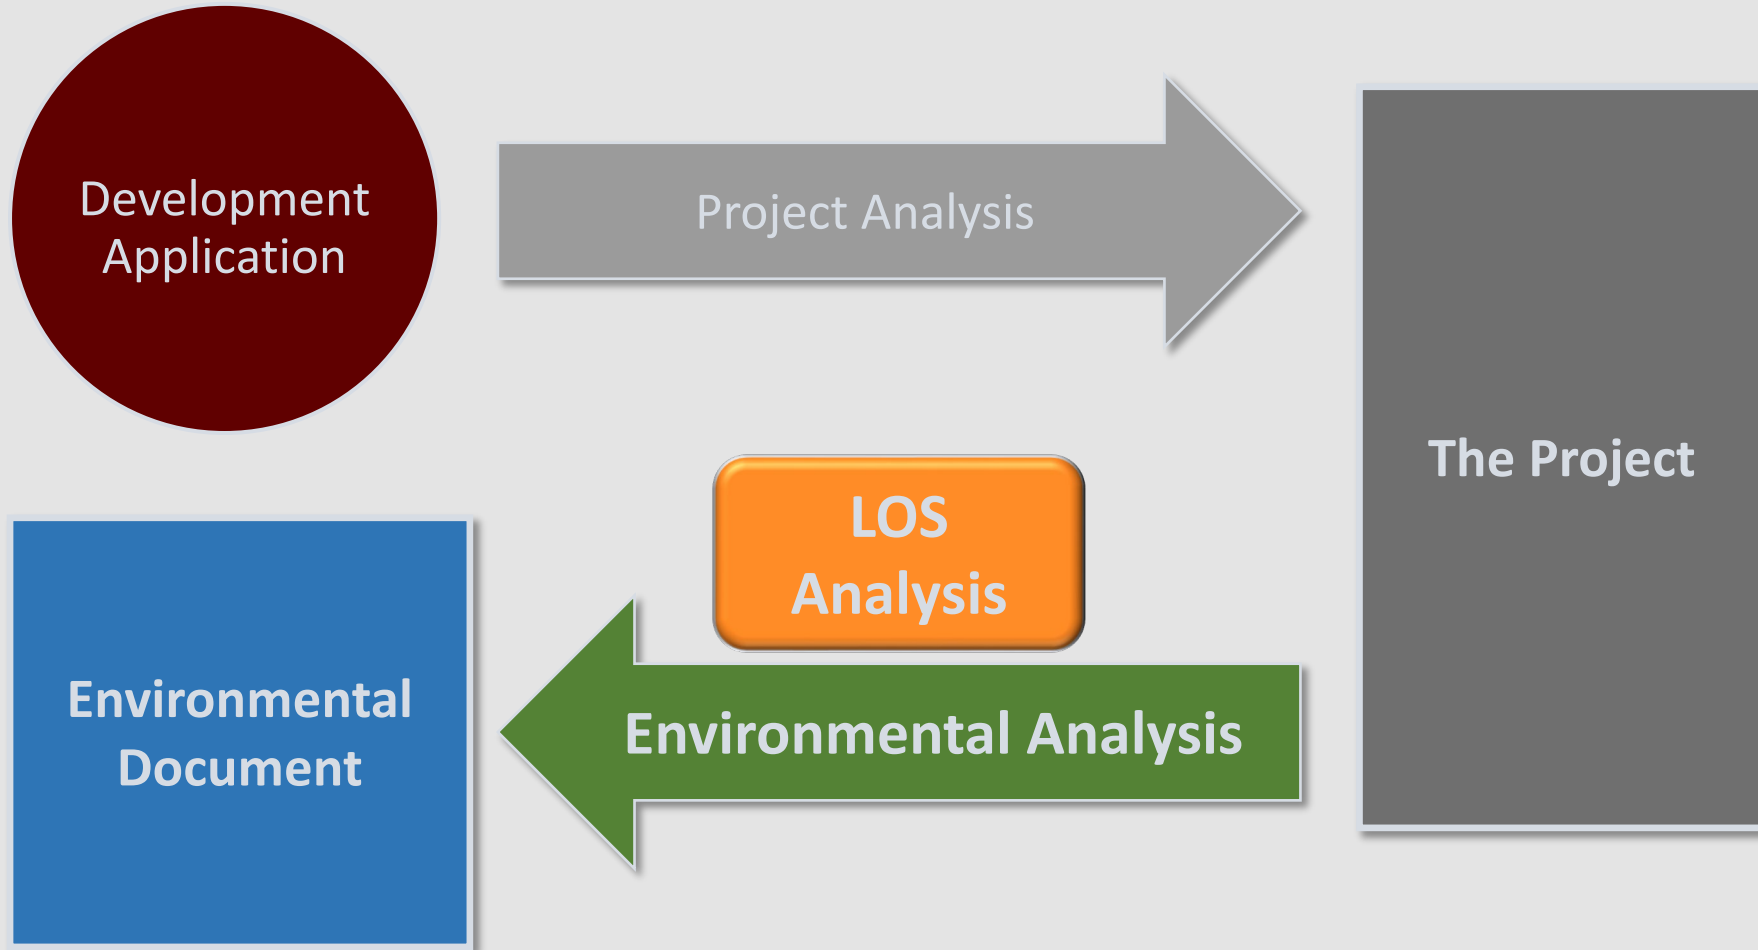 Development
Application
Project Analysis
The Project
LOS
Analysis
Environmental Analysis
Environmental
Document